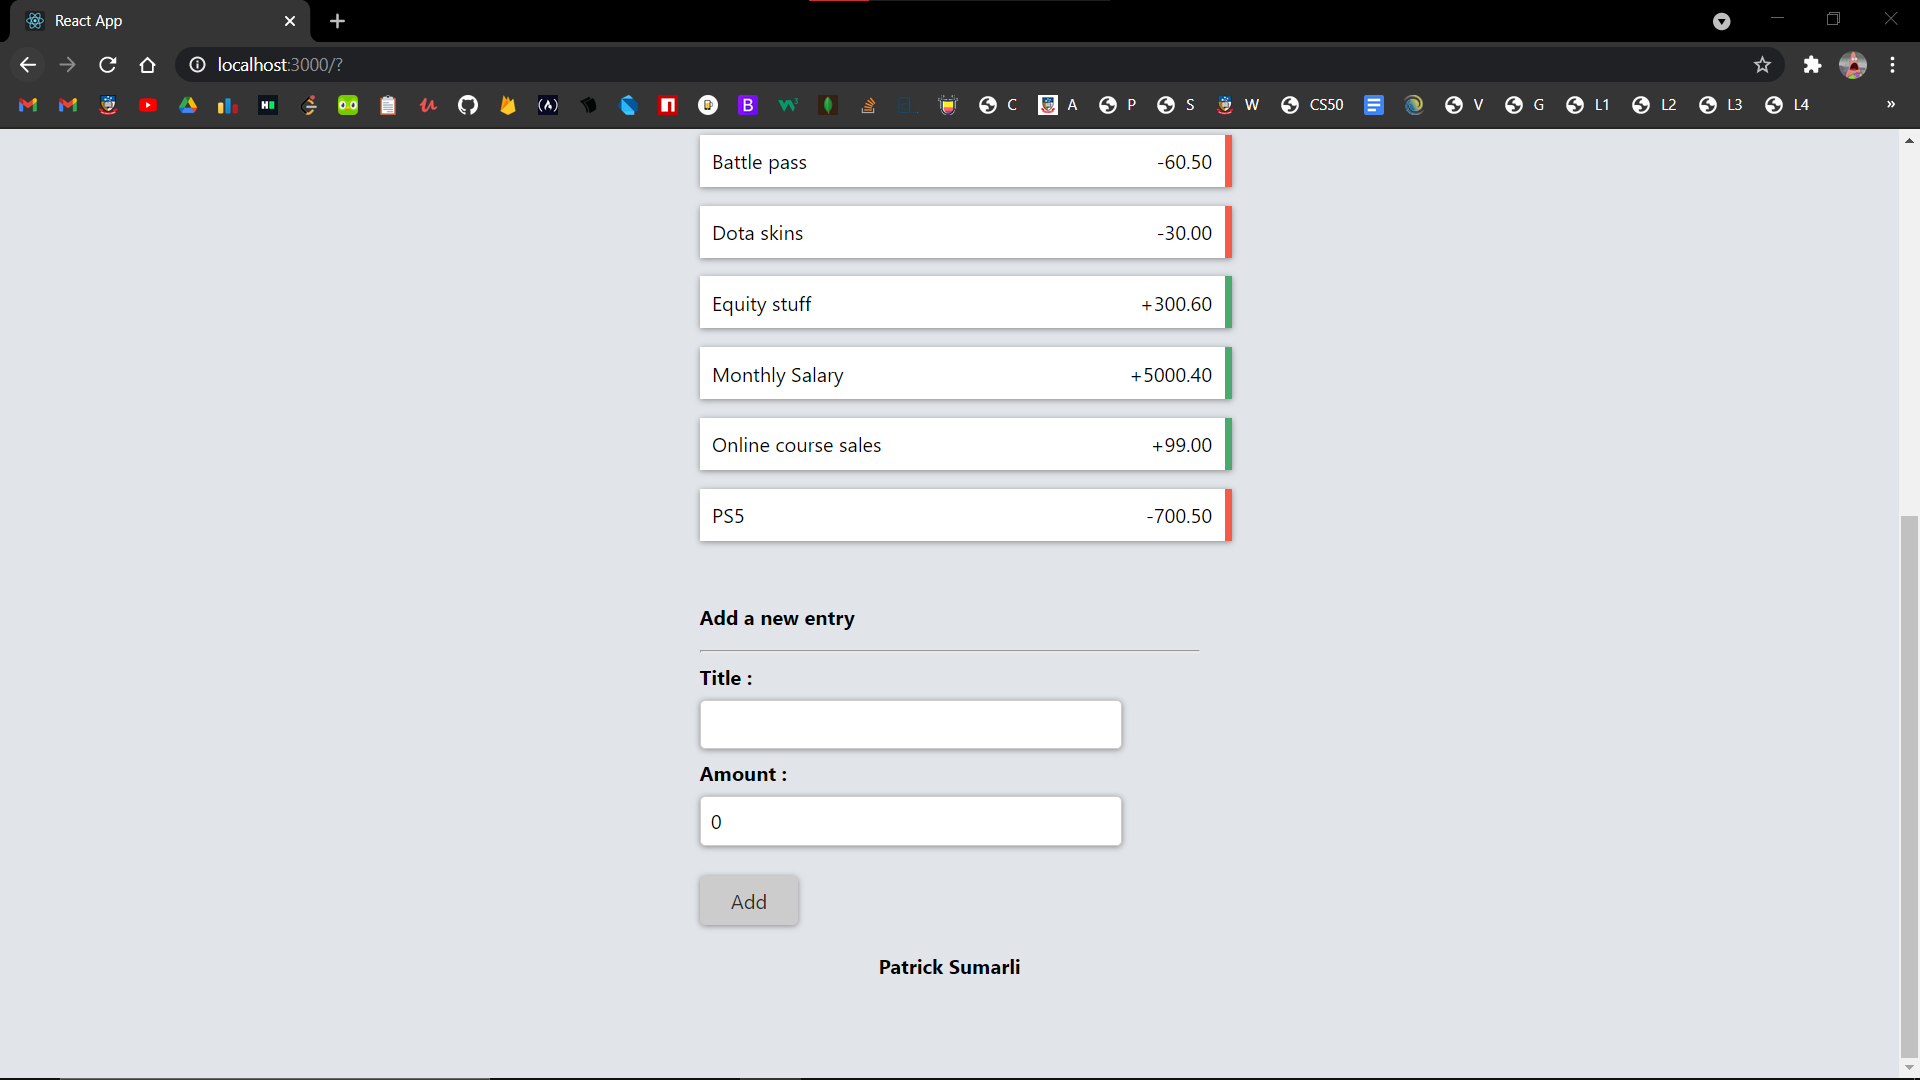 React App
localhost:3000/?
C A P S W CS50 V G L1 L2 L3 L4 »
Battle pass -60.50
Dota skins -30.00
Equity stuff +300.60
Monthly Salary +5000.40
Online course sales +99.00
PS5 -700.50
Add a new entry
Title :
Amount :
0
Add
Patrick Sumarli